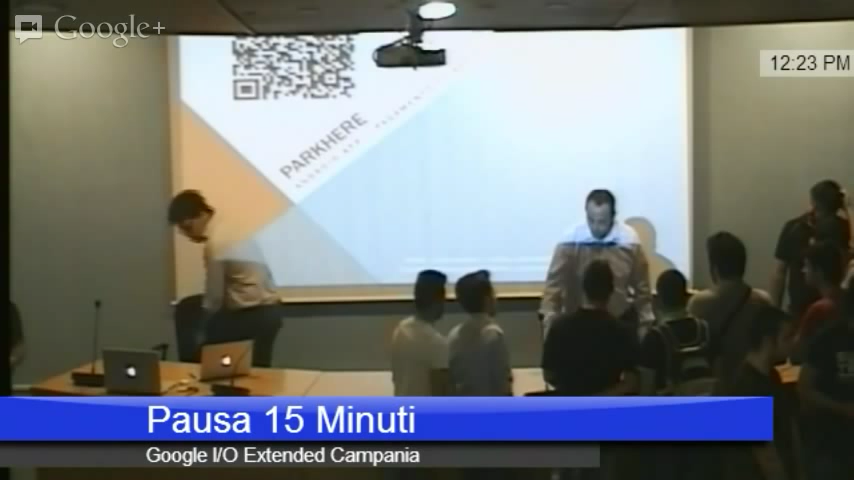 Google+
12:23 PM
PARKHERE
Pausa 15 Minuti
Google I/O Extended Campania